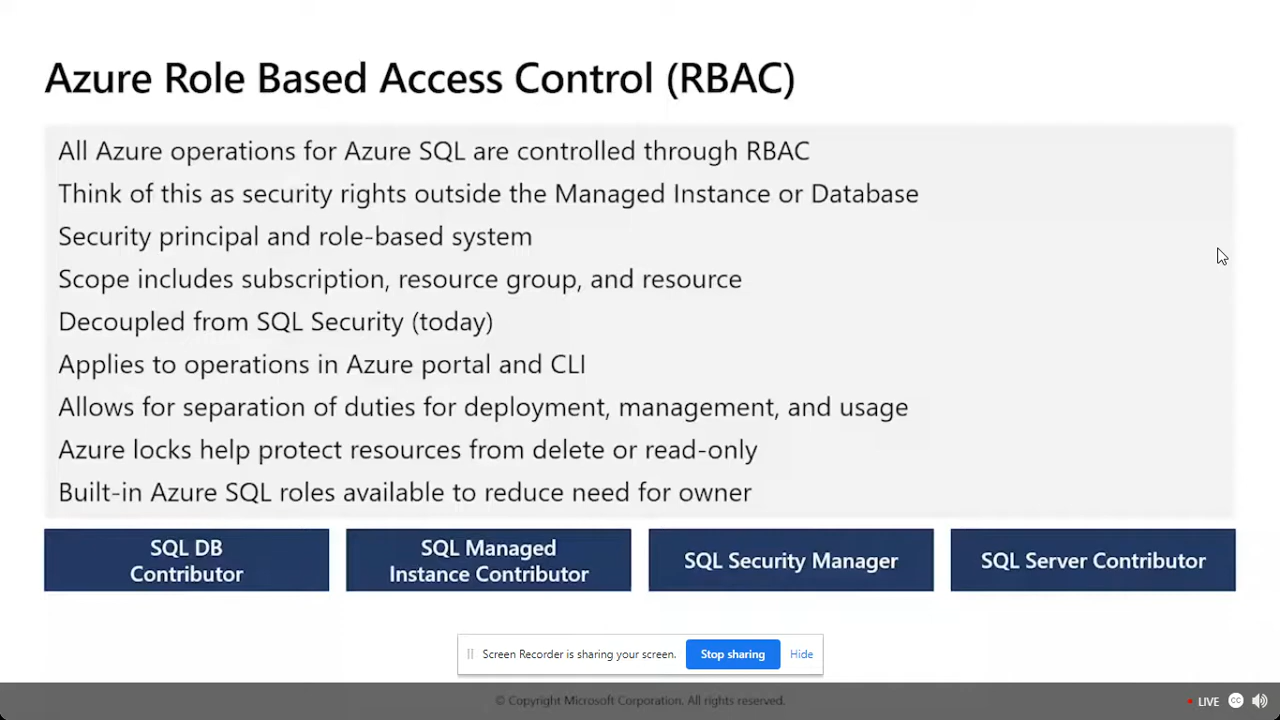 Azure Role Based Access Control (RBAC)
All Azure operations for Azure SQL are controlled through RBAC
Think of this as security rights outside the Managed Instance or Database
Security principal and role-based system
Scope includes subscription, resource group, and resource
Decoupled from SQL Security (today)
Applies to operations in Azure portal and CLI
Allows for separation of duties for deployment, management, and usage
Azure locks help protect resources from delete or read-only
Built-in Azure SQL roles available to reduce need for owner
SQL DB
Contributor
SQL Managed
Instance Contributor
SQL Security Manager
SQL Server Contributor
Screen Recorder is sharing your screen.
Stop sharing
Hide
© Copyright Microsoft Corporation. All rights reserved.
LIVE
CC